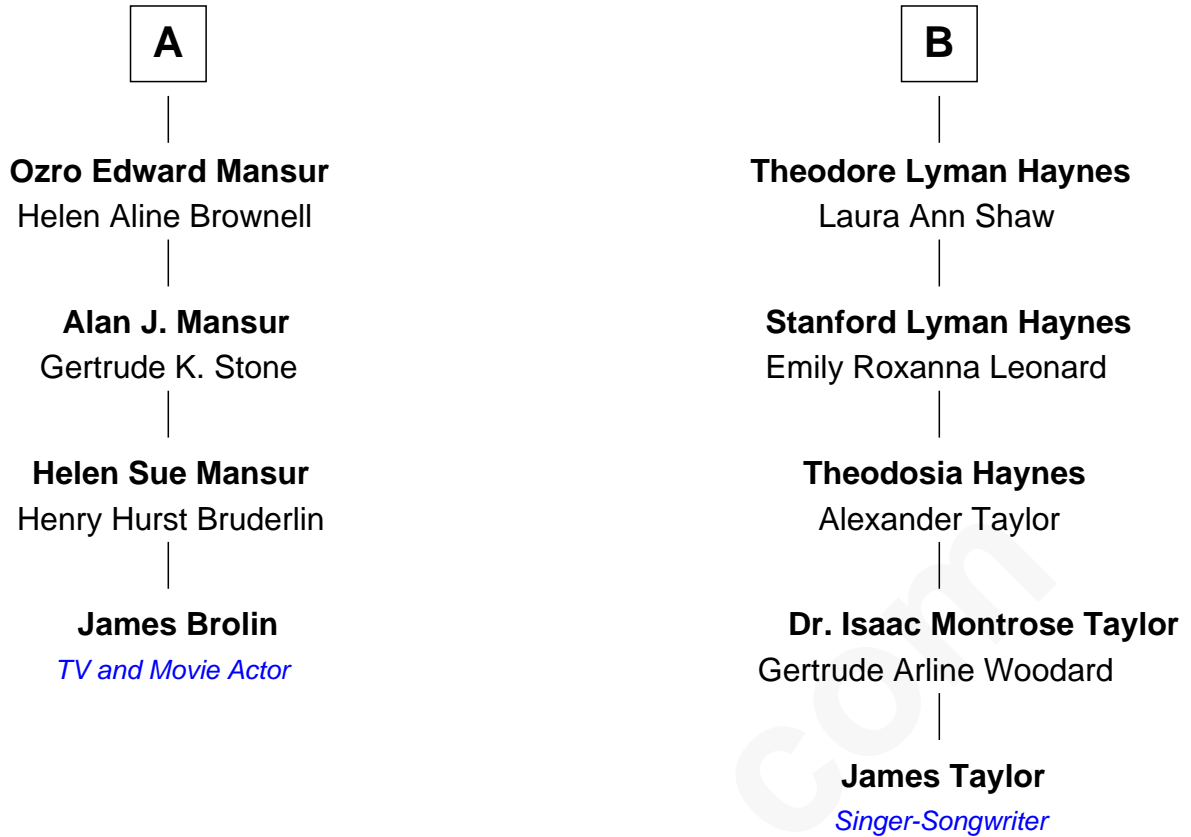 A
Ozro Edward Mansur
Helen Aline Brownell
Alan J. Mansur
Gertrude K. Stone
Helen Sue Mansur
Henry Hurst Bruderlin
James Brolin
TV and Movie Actor
B
Theodore Lyman Haynes
Laura Ann Shaw
Stanford Lyman Haynes
Emily Roxanna Leonard
Theodosia Haynes
Alexander Taylor
Dr. Isaac Montrose Taylor
Gertrude Arline Woodard
James Taylor
Singer-Songwriter
com